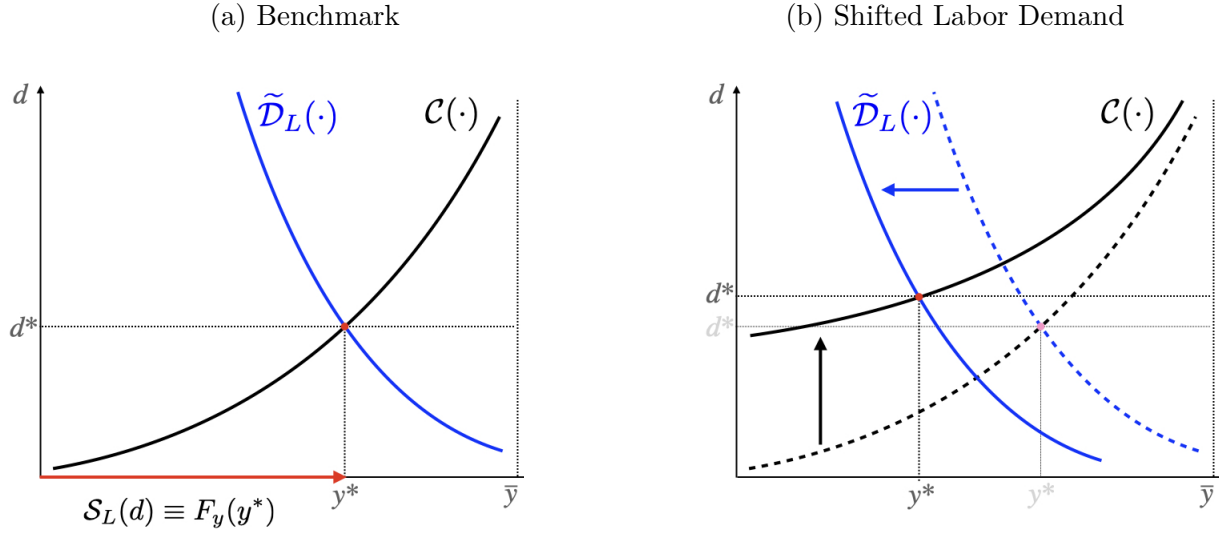 (a) Benchmark
d
𝒟̃_L(·)
𝒞(·)
d*
y*
ȳ
𝒮_L(d) ≡ F_y(y*)
(b) Shifted Labor Demand
d
𝒟̃_L(·)
𝒞(·)
d*
d*
y*
y*
ȳ